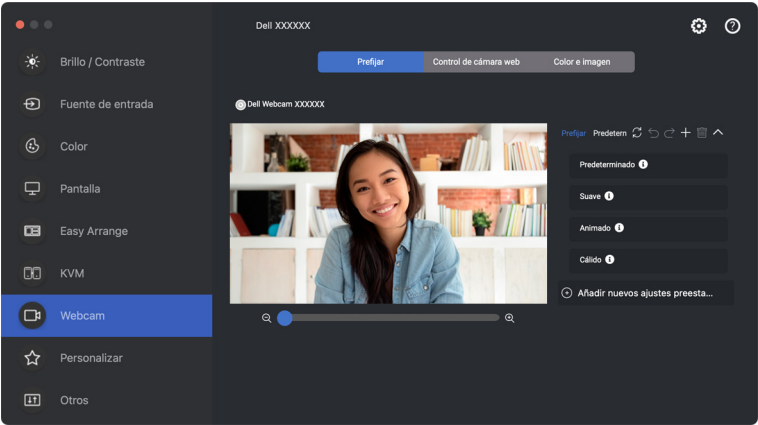 Dell XXXXXX
Brillo / Contraste
Fuente de entrada
Color
Pantalla
Easy Arrange
KVM
Webcam
Personalizar
Otros
Prefijar
Control de cámara web
Color e imagen
Dell Webcam XXXXXX
Prefijar Predetern
Predeterminado
Suave
Animado
Cálido
Añadir nuevos ajustes preesta...